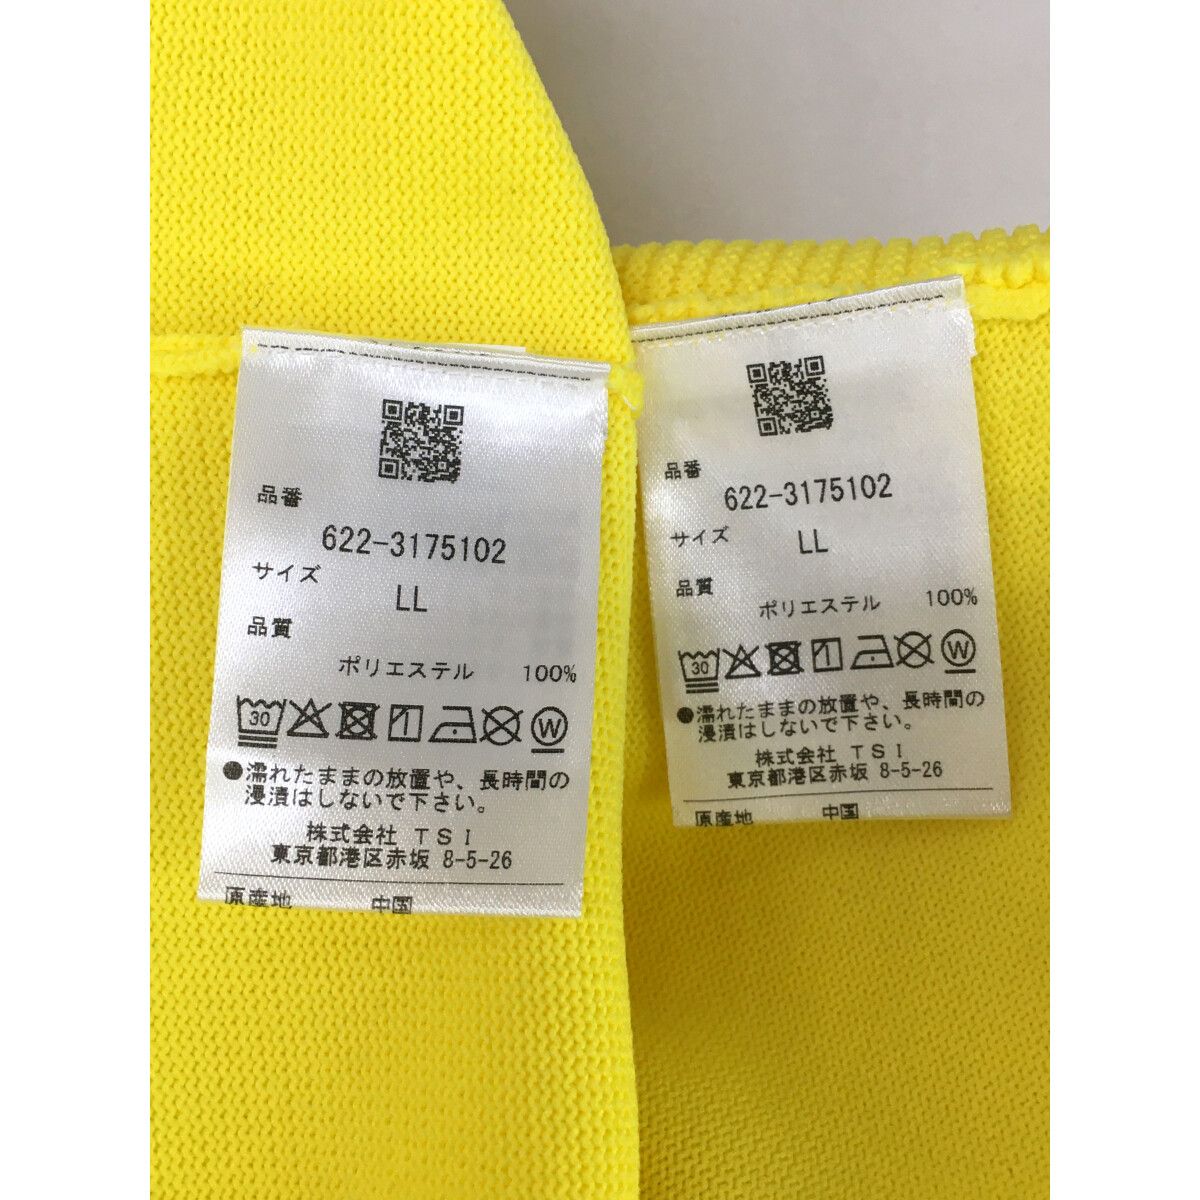 品番
622-3175102
サイズ
LL
品質
ポリエステル 100%
30 W
●濡れたままの放置や、長時間の
浸漬はしないで下さい。
株式会社 TSI
東京都港区赤坂 8-5-26
原産地 中国
品番
622-3175102
サイズ
LL
品質
ポリエステル 100%
30 W
●濡れたままの放置や、長時間の
浸漬はしないで下さい。
株式会社 TSI
東京都港区赤坂 8-5-26
原産地 中国